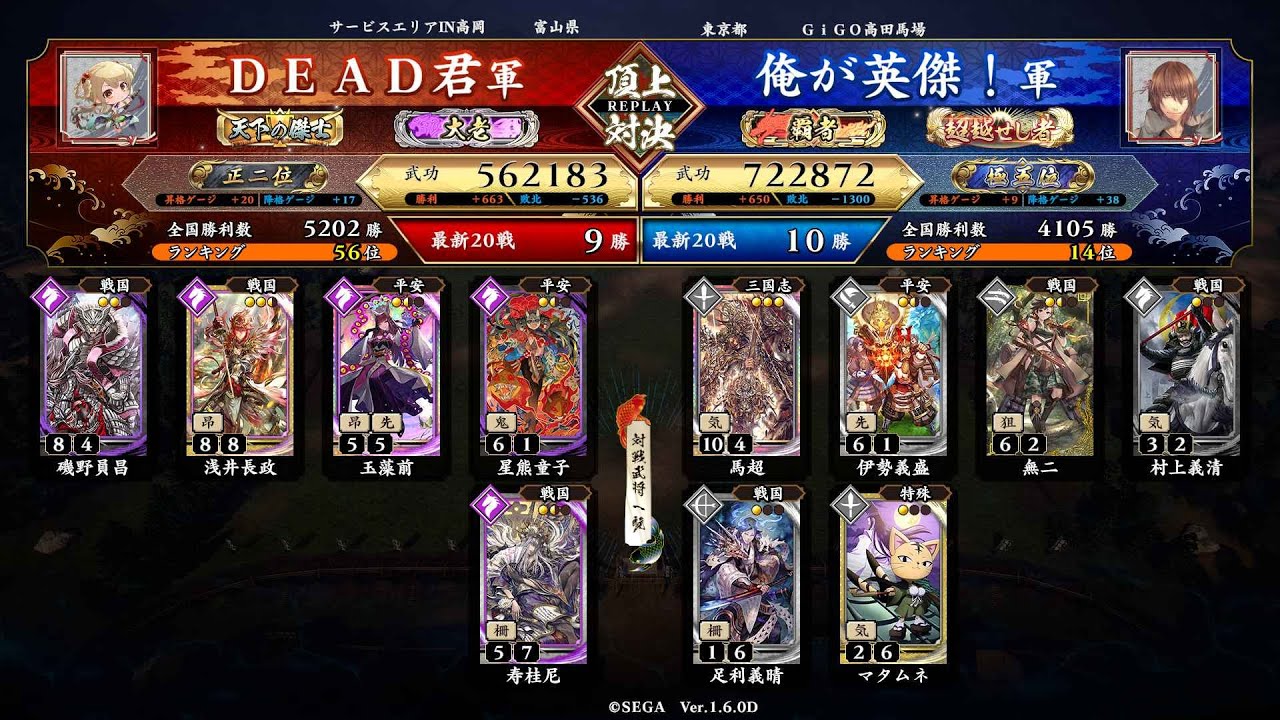 サービスエリアIN高岡 富山県
東京都 GiGO高田馬場
DEAD君軍
頂上
REPLAY
対決
俺が英傑!軍
天下の傑士
大老
覇者
超越せし者
正二位
武功 562183
武功 722872
極五位
昇格ゲージ +20 降格ゲージ +17
勝利 +663 敗北 -536
勝利 +650 敗北 -1300
昇格ゲージ +9 降格ゲージ +38
全国勝利数 5202勝
最新20戦 9勝
最新20戦 10勝
全国勝利数 4105勝
ランキング 56位
ランキング 14位
戦国
戦国
平安
平安
三国志
平安
戦国
戦国
昴
昴 先
鬼
気
先
狙
気
8 4
8 8
5 5
6 1
10 4
6 1
6 2
3 2
磯野員昌
浅井長政
玉藻前
星熊童子
馬超
伊勢義盛
無二
村上義清
対戦武将一覧
戦国
戦国
特殊
柵
柵
気
5 7
1 6
2 6
寿桂尼
足利義晴
マタムネ
©SEGA Ver.1.6.0D